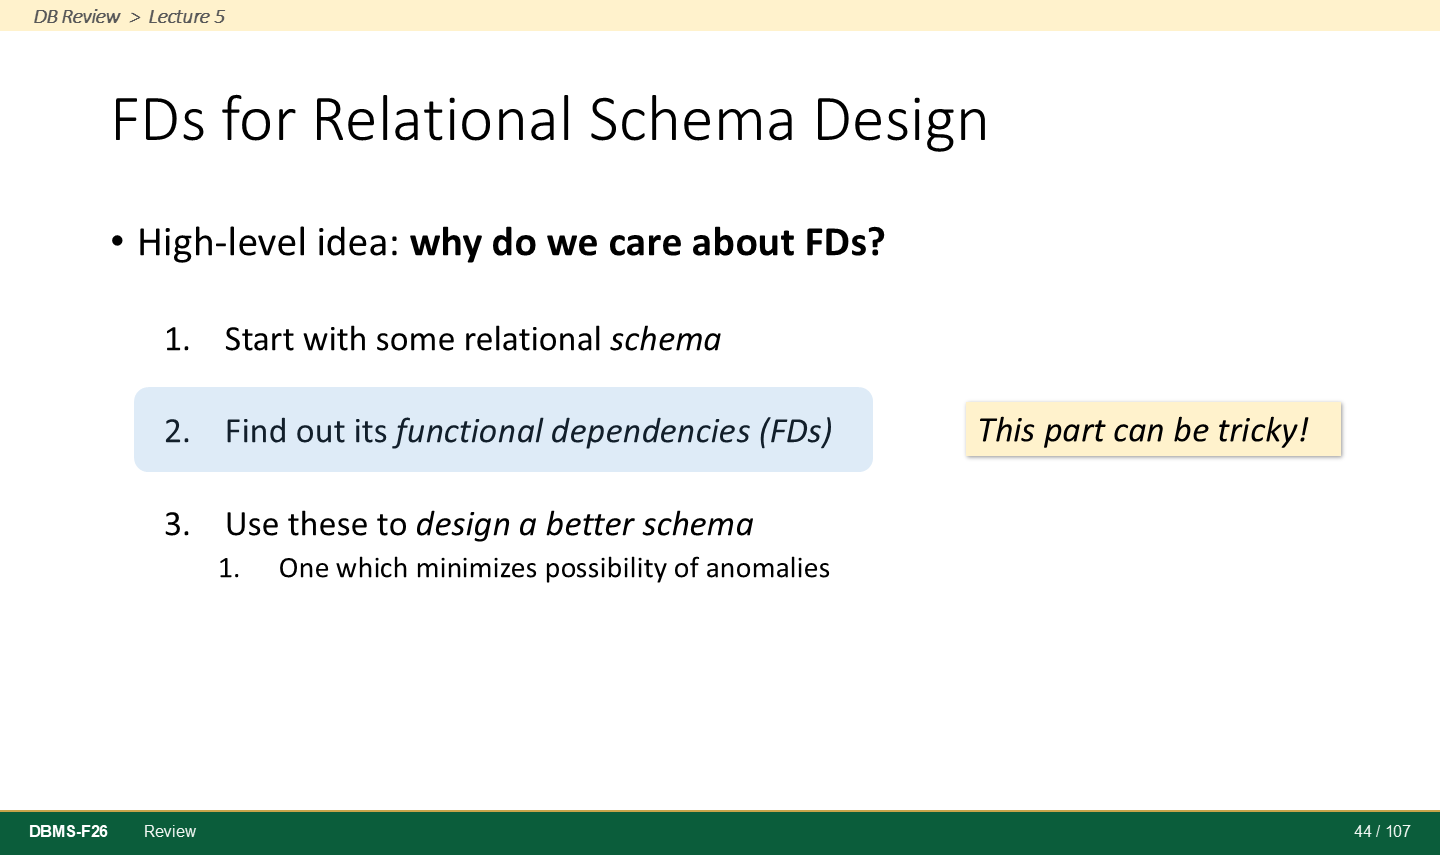 DB Review > Lecture 5
FDs for Relational Schema Design
• High-level idea: why do we care about FDs?
1. Start with some relational schema
2. Find out its functional dependencies (FDs)
This part can be tricky!
3. Use these to design a better schema
1. One which minimizes possibility of anomalies
DBMS-F26 Review 44 / 107